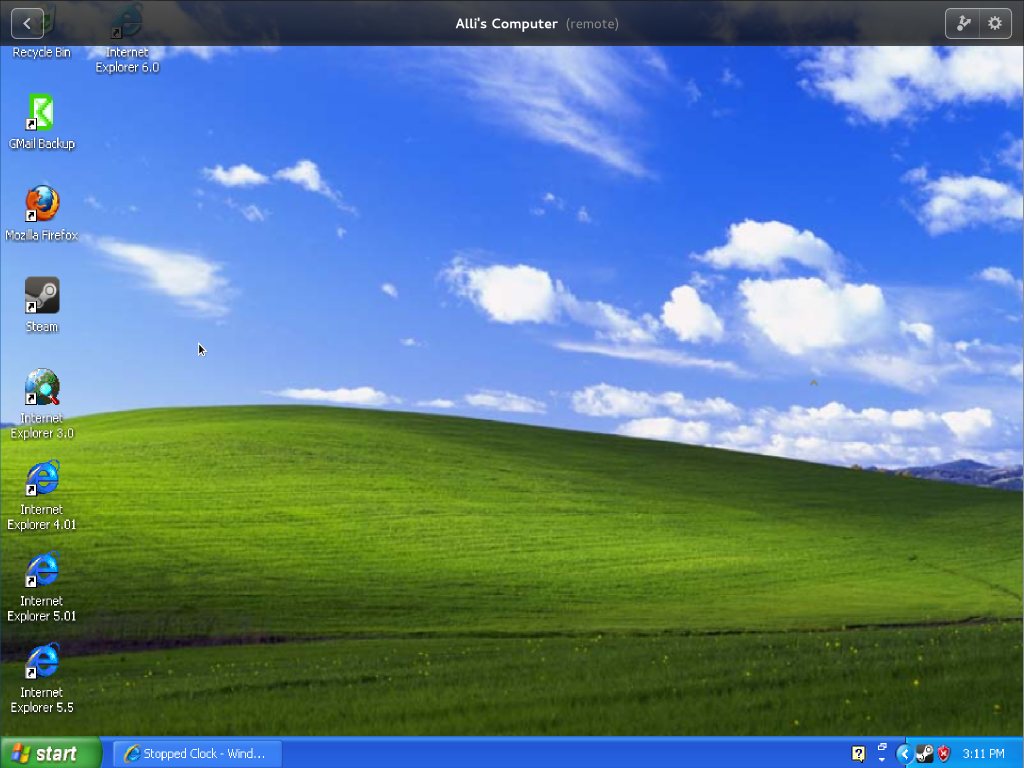 Alli's Computer (remote)
Recycle Bin
Internet
Explorer 6.0
GMail Backup
Mozilla Firefox
Steam
Internet
Explorer 3.0
Internet
Explorer 4.01
Internet
Explorer 5.01
Internet
Explorer 5.5
start
Stopped Clock - Wind...
3:11 PM